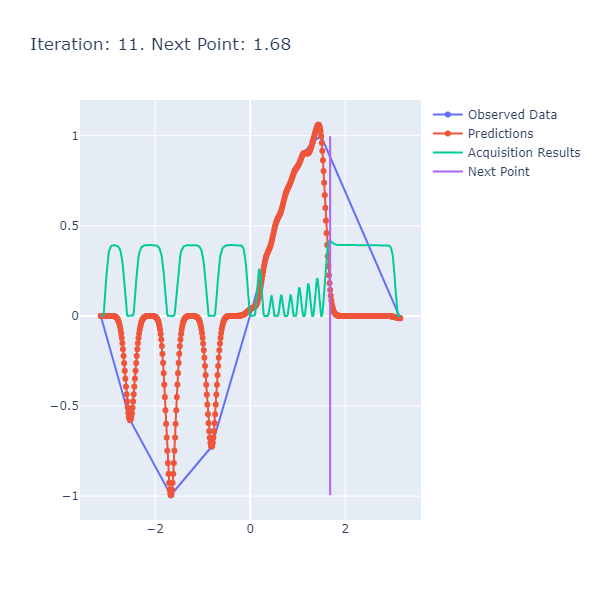 Iteration: 11. Next Point: 1.68
Observed Data
Predictions
Acquisition Results
Next Point
1
0.5
0
−0.5
−1
−2
0
2